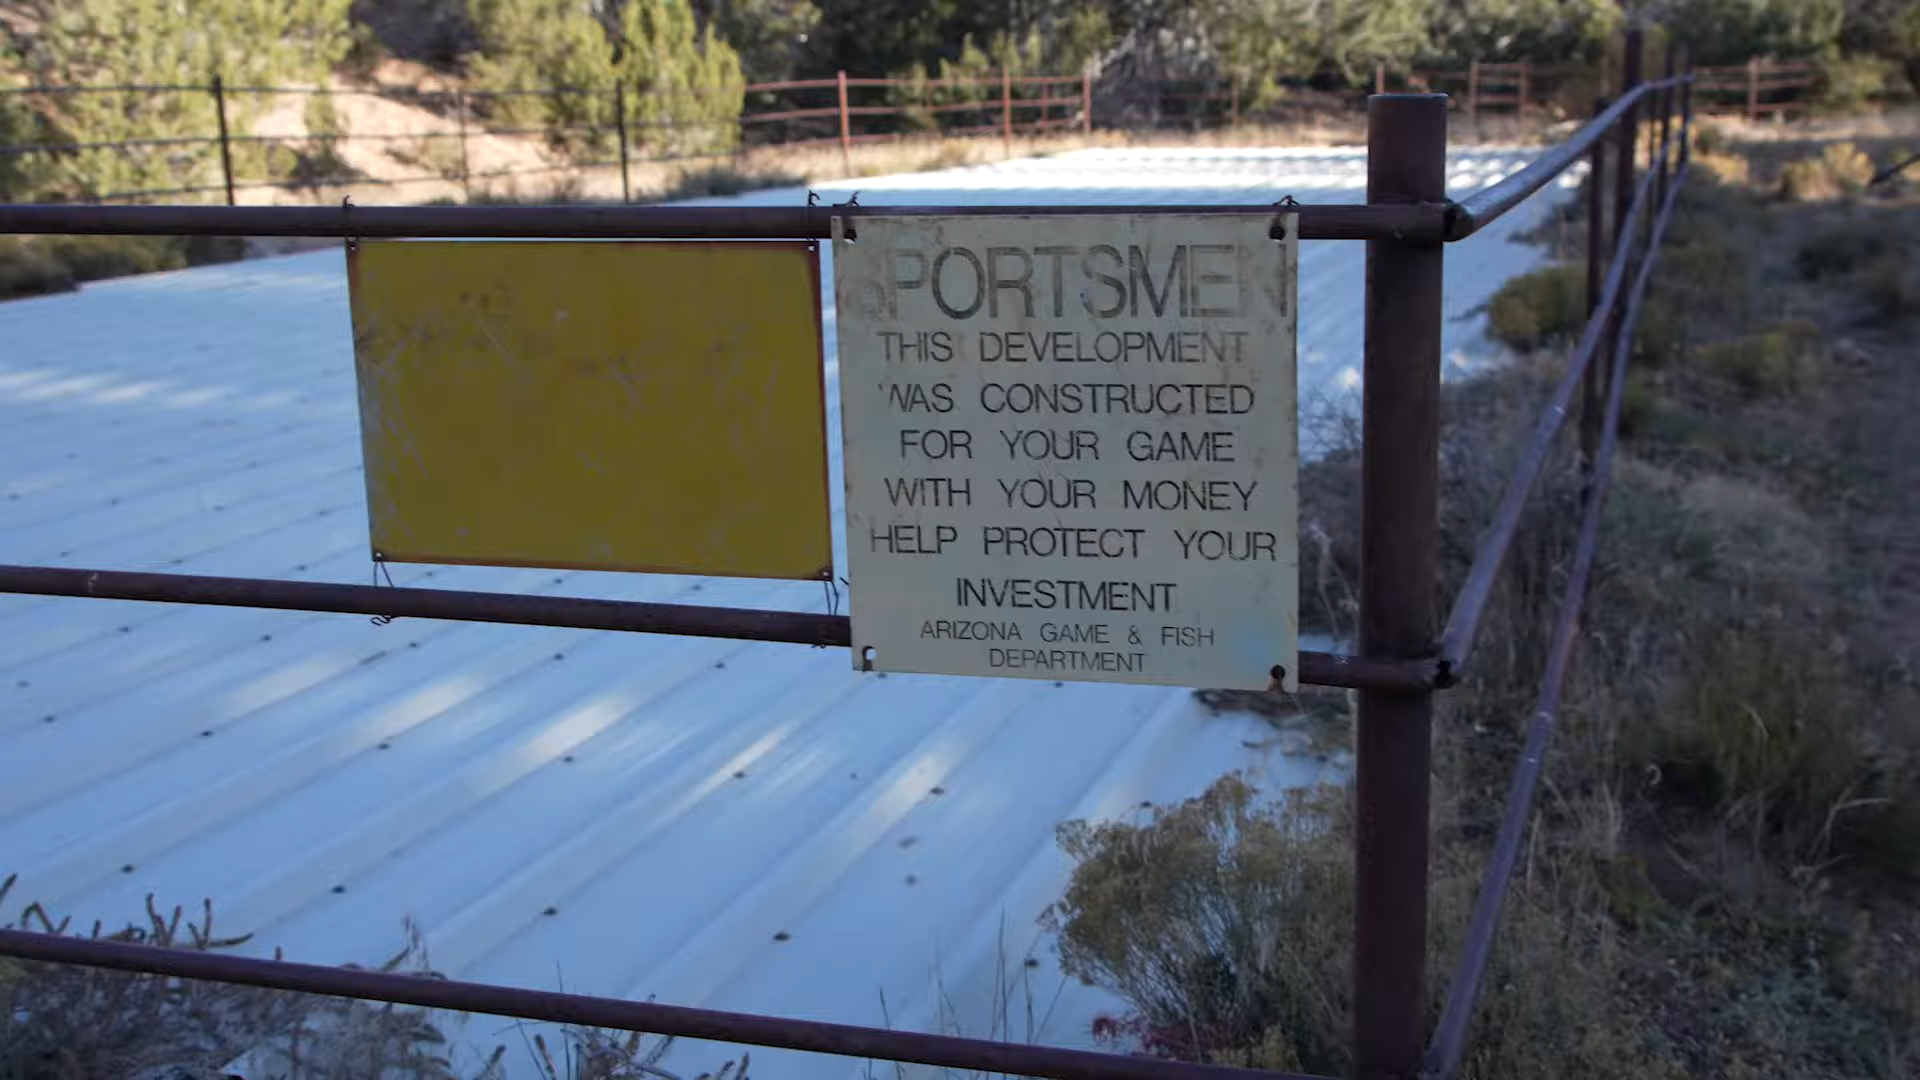 SPORTSMEN
THIS DEVELOPMENT
WAS CONSTRUCTED
FOR YOUR GAME
WITH YOUR MONEY
HELP PROTECT YOUR
INVESTMENT
ARIZONA GAME & FISH
DEPARTMENT